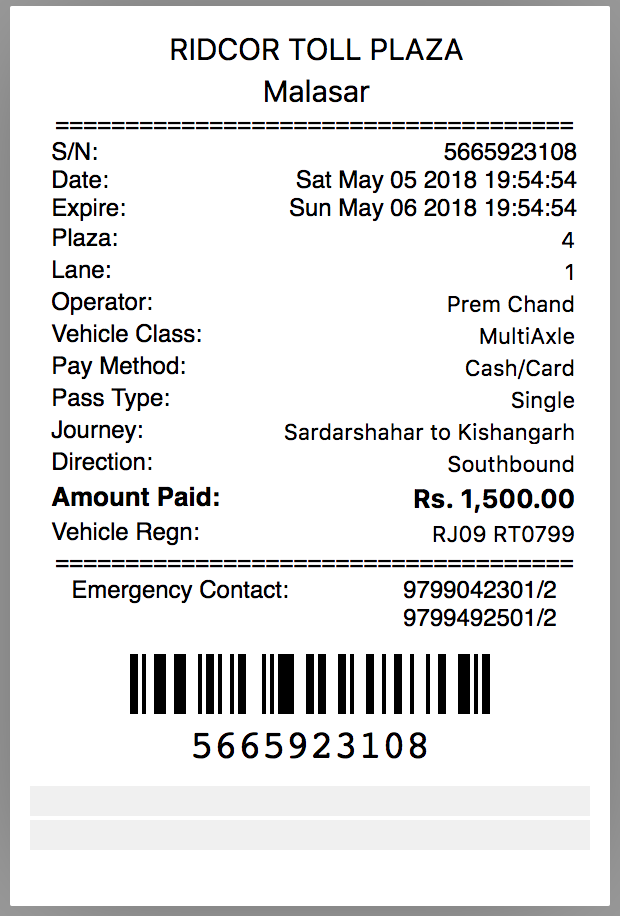 RIDCOR TOLL PLAZA
Malasar
=====================================
S/N: 5665923108
Date: Sat May 05 2018 19:54:54
Expire: Sun May 06 2018 19:54:54
Plaza: 4
Lane: 1
Operator: Prem Chand
Vehicle Class: MultiAxle
Pay Method: Cash/Card
Pass Type: Single
Journey: Sardarshahar to Kishangarh
Direction: Southbound
Amount Paid: Rs. 1,500.00
Vehicle Regn: RJ09 RT0799
=====================================
Emergency Contact: 9799042301/2
9799492501/2
5665923108